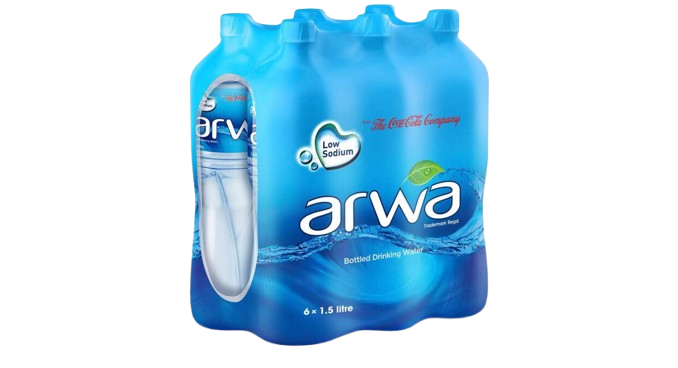 The Coca-Cola Company
Low
Sodium
arwa
Trademark Regd.
Bottled Drinking Water
6 x 1.5 litre
arwa